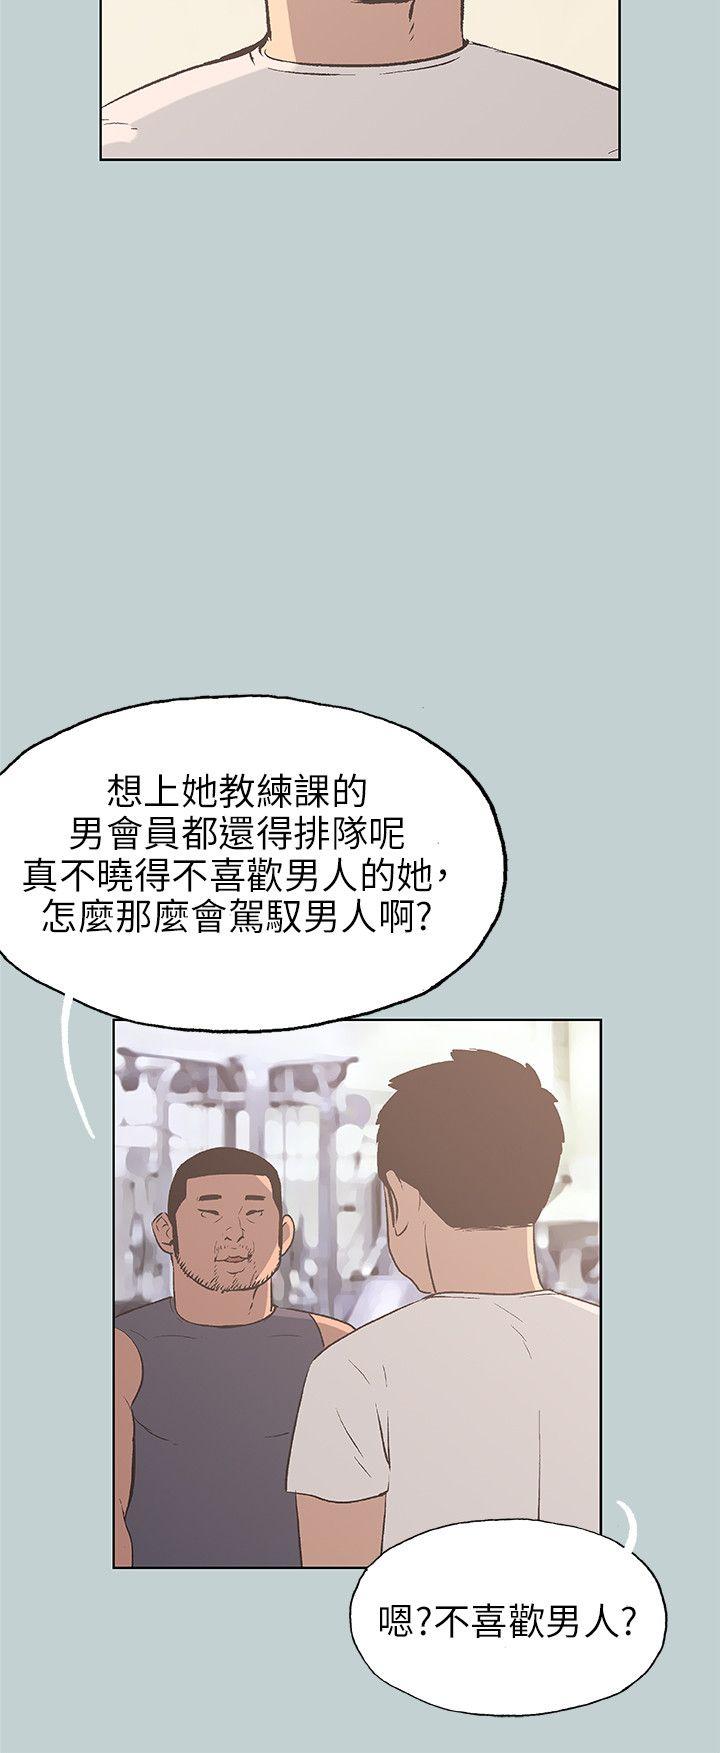 想上她教練課的
男會員都還得排隊呢
真不曉得不喜歡男人的她，
怎麼那麼會駕馭男人啊?
嗯?不喜歡男人?